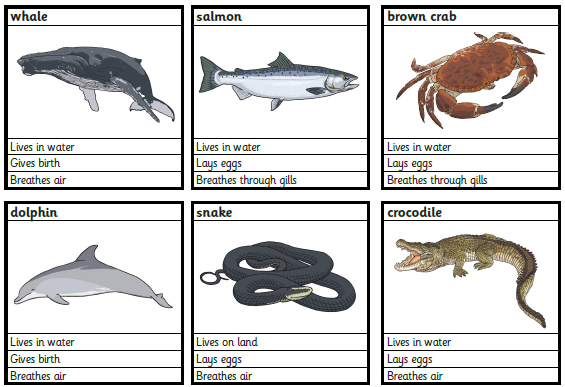 whale
Lives in water
Gives birth
Breathes air
salmon
Lives in water
Lays eggs
Breathes through gills
brown crab
Lives in water
Lays eggs
Breathes through gills
dolphin
Lives in water
Gives birth
Breathes air
snake
Lives on land
Lays eggs
Breathes air
crocodile
Lives in water
Lays eggs
Breathes air